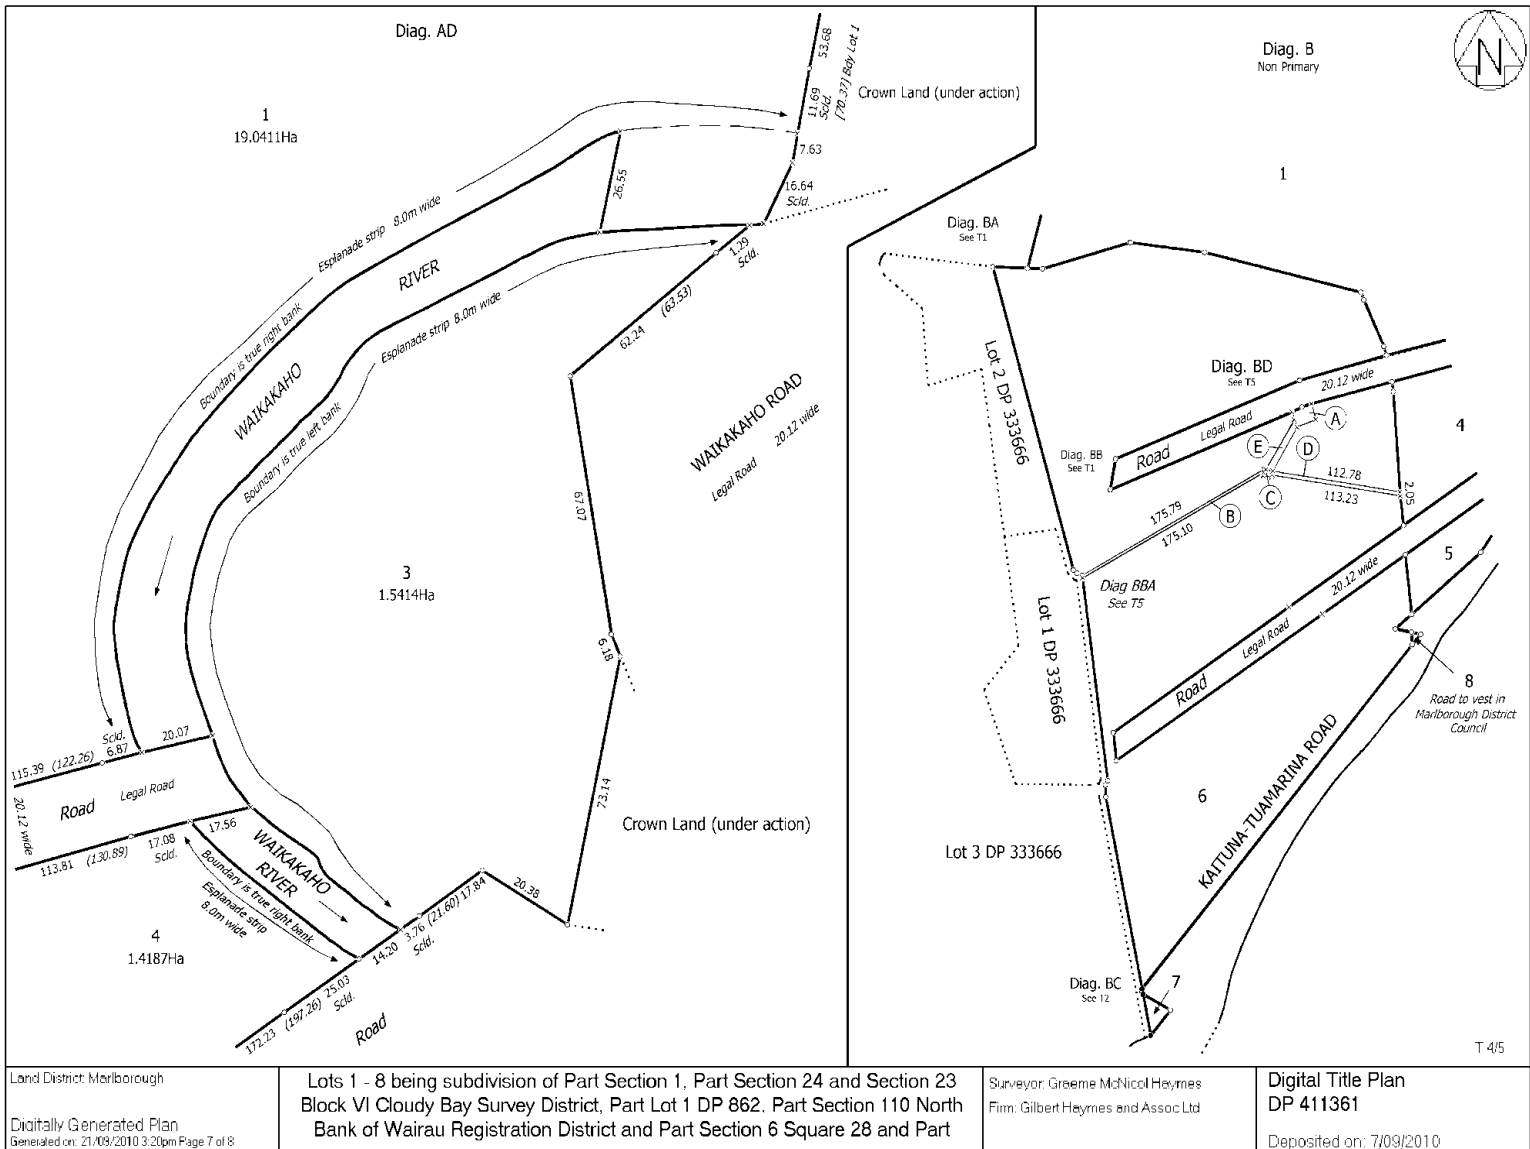 Diag. AD
1
19.0411Ha
53.68
11.69
Scld.
[70.37] Bdy Lot 1
Crown Land (under action)
7.63
16.64
Scld.
26.55
Esplanade strip 8.0m wide
RIVER
Esplanade strip 8.0m wide
1.29
Scld.
62.24 (63.53)
Boundary is true right bank
WAIKAKAHO
Boundary is true left bank
WAIKAKAHO ROAD
Legal Road 20.12 wide
67.07
3
1.5414Ha
6.18
73.14
Crown Land (under action)
Scld.
115.39 (122.26) 6.87
20.07
Road Legal Road
20.12 wide
113.81 (130.89) 17.08
Scld.
17.56
WAIKAKAHO
RIVER
Boundary is true right bank
Esplanade strip
8.0m wide
4
1.4187Ha
20.38
14.20 3.76 (21.60) 17.84
Scld.
172.23 (197.26) 25.03
Scld.
Road
Diag. B
Non Primary
N
1
Diag. BA
See T1
Lot 2 DP 333666
Diag. BD
See T5
20.12 wide
Legal Road
Road
A
4
Diag. BB
See T1
E
D
112.78
113.23
2.05
C
175.79
175.10
B
Diag BBA
See T5
Lot 1 DP 333666
20.12 wide
Legal Road
Road
5
8
Road to vest in
Marlborough District
Council
6
KAITUNA-TUAMARINA ROAD
Lot 3 DP 333666
Diag. BC
See T2
7
T 4/5
Land District: Marlborough
Digitally Generated Plan
Generated on: 21/09/2010 3:20pm Page 7 of 8
Lots 1 - 8 being subdivision of Part Section 1, Part Section 24 and Section 23
Block VI Cloudy Bay Survey District, Part Lot 1 DP 862, Part Section 110 North
Bank of Wairau Registration District and Part Section 6 Square 28 and Part
Surveyor: Graeme McNicol Haymes
Firm: Gilbert Haymes and Assoc Ltd
Digital Title Plan
DP 411361
Deposited on: 7/09/2010